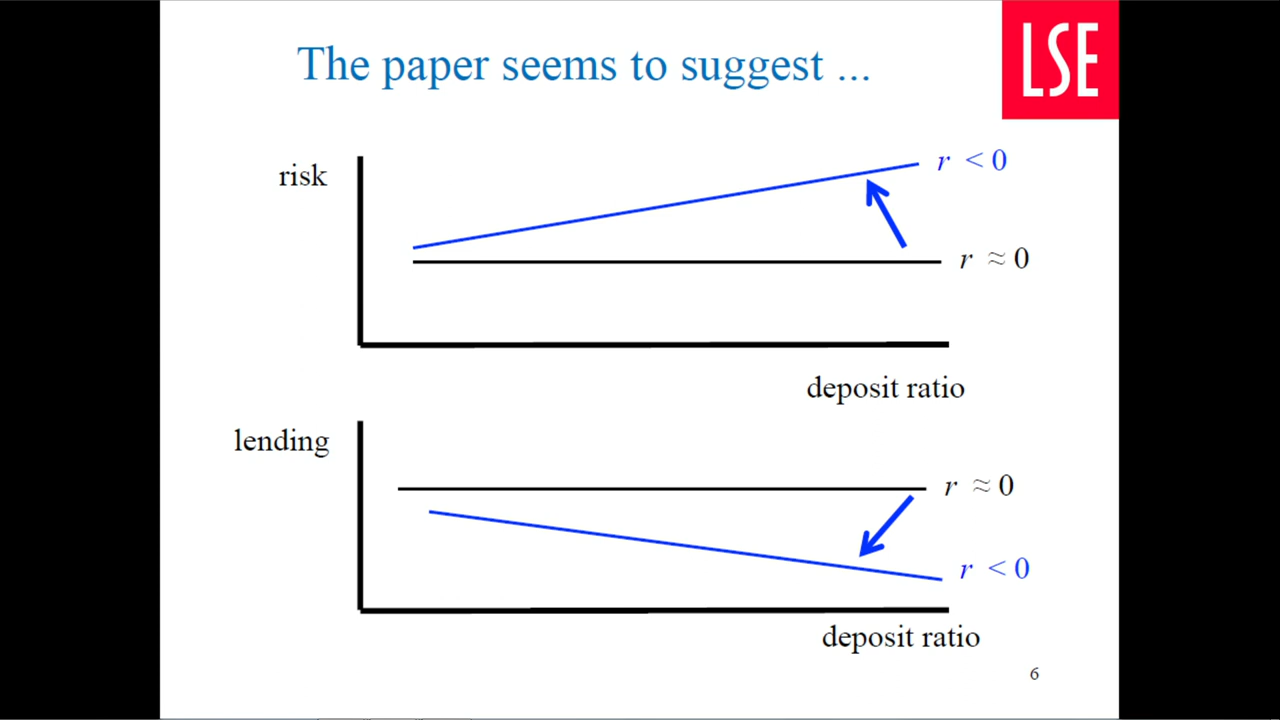 The paper seems to suggest ...
LSE
risk
r < 0
r ≈ 0
deposit ratio
lending
r ≈ 0
r < 0
deposit ratio
6